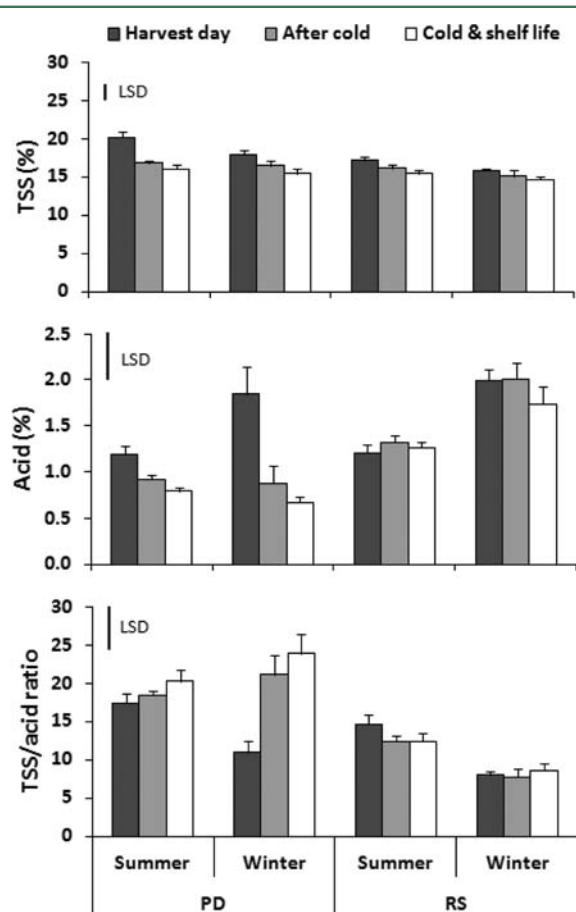 Harvest day After cold Cold & shelf life
TSS (%)
30
25
20
15
10
5
0
LSD
Acid (%)
2.5
2.0
1.5
1.0
0.5
0.0
LSD
TSS/acid ratio
30
25
20
15
10
5
0
LSD
Summer Winter Summer Winter
PD RS